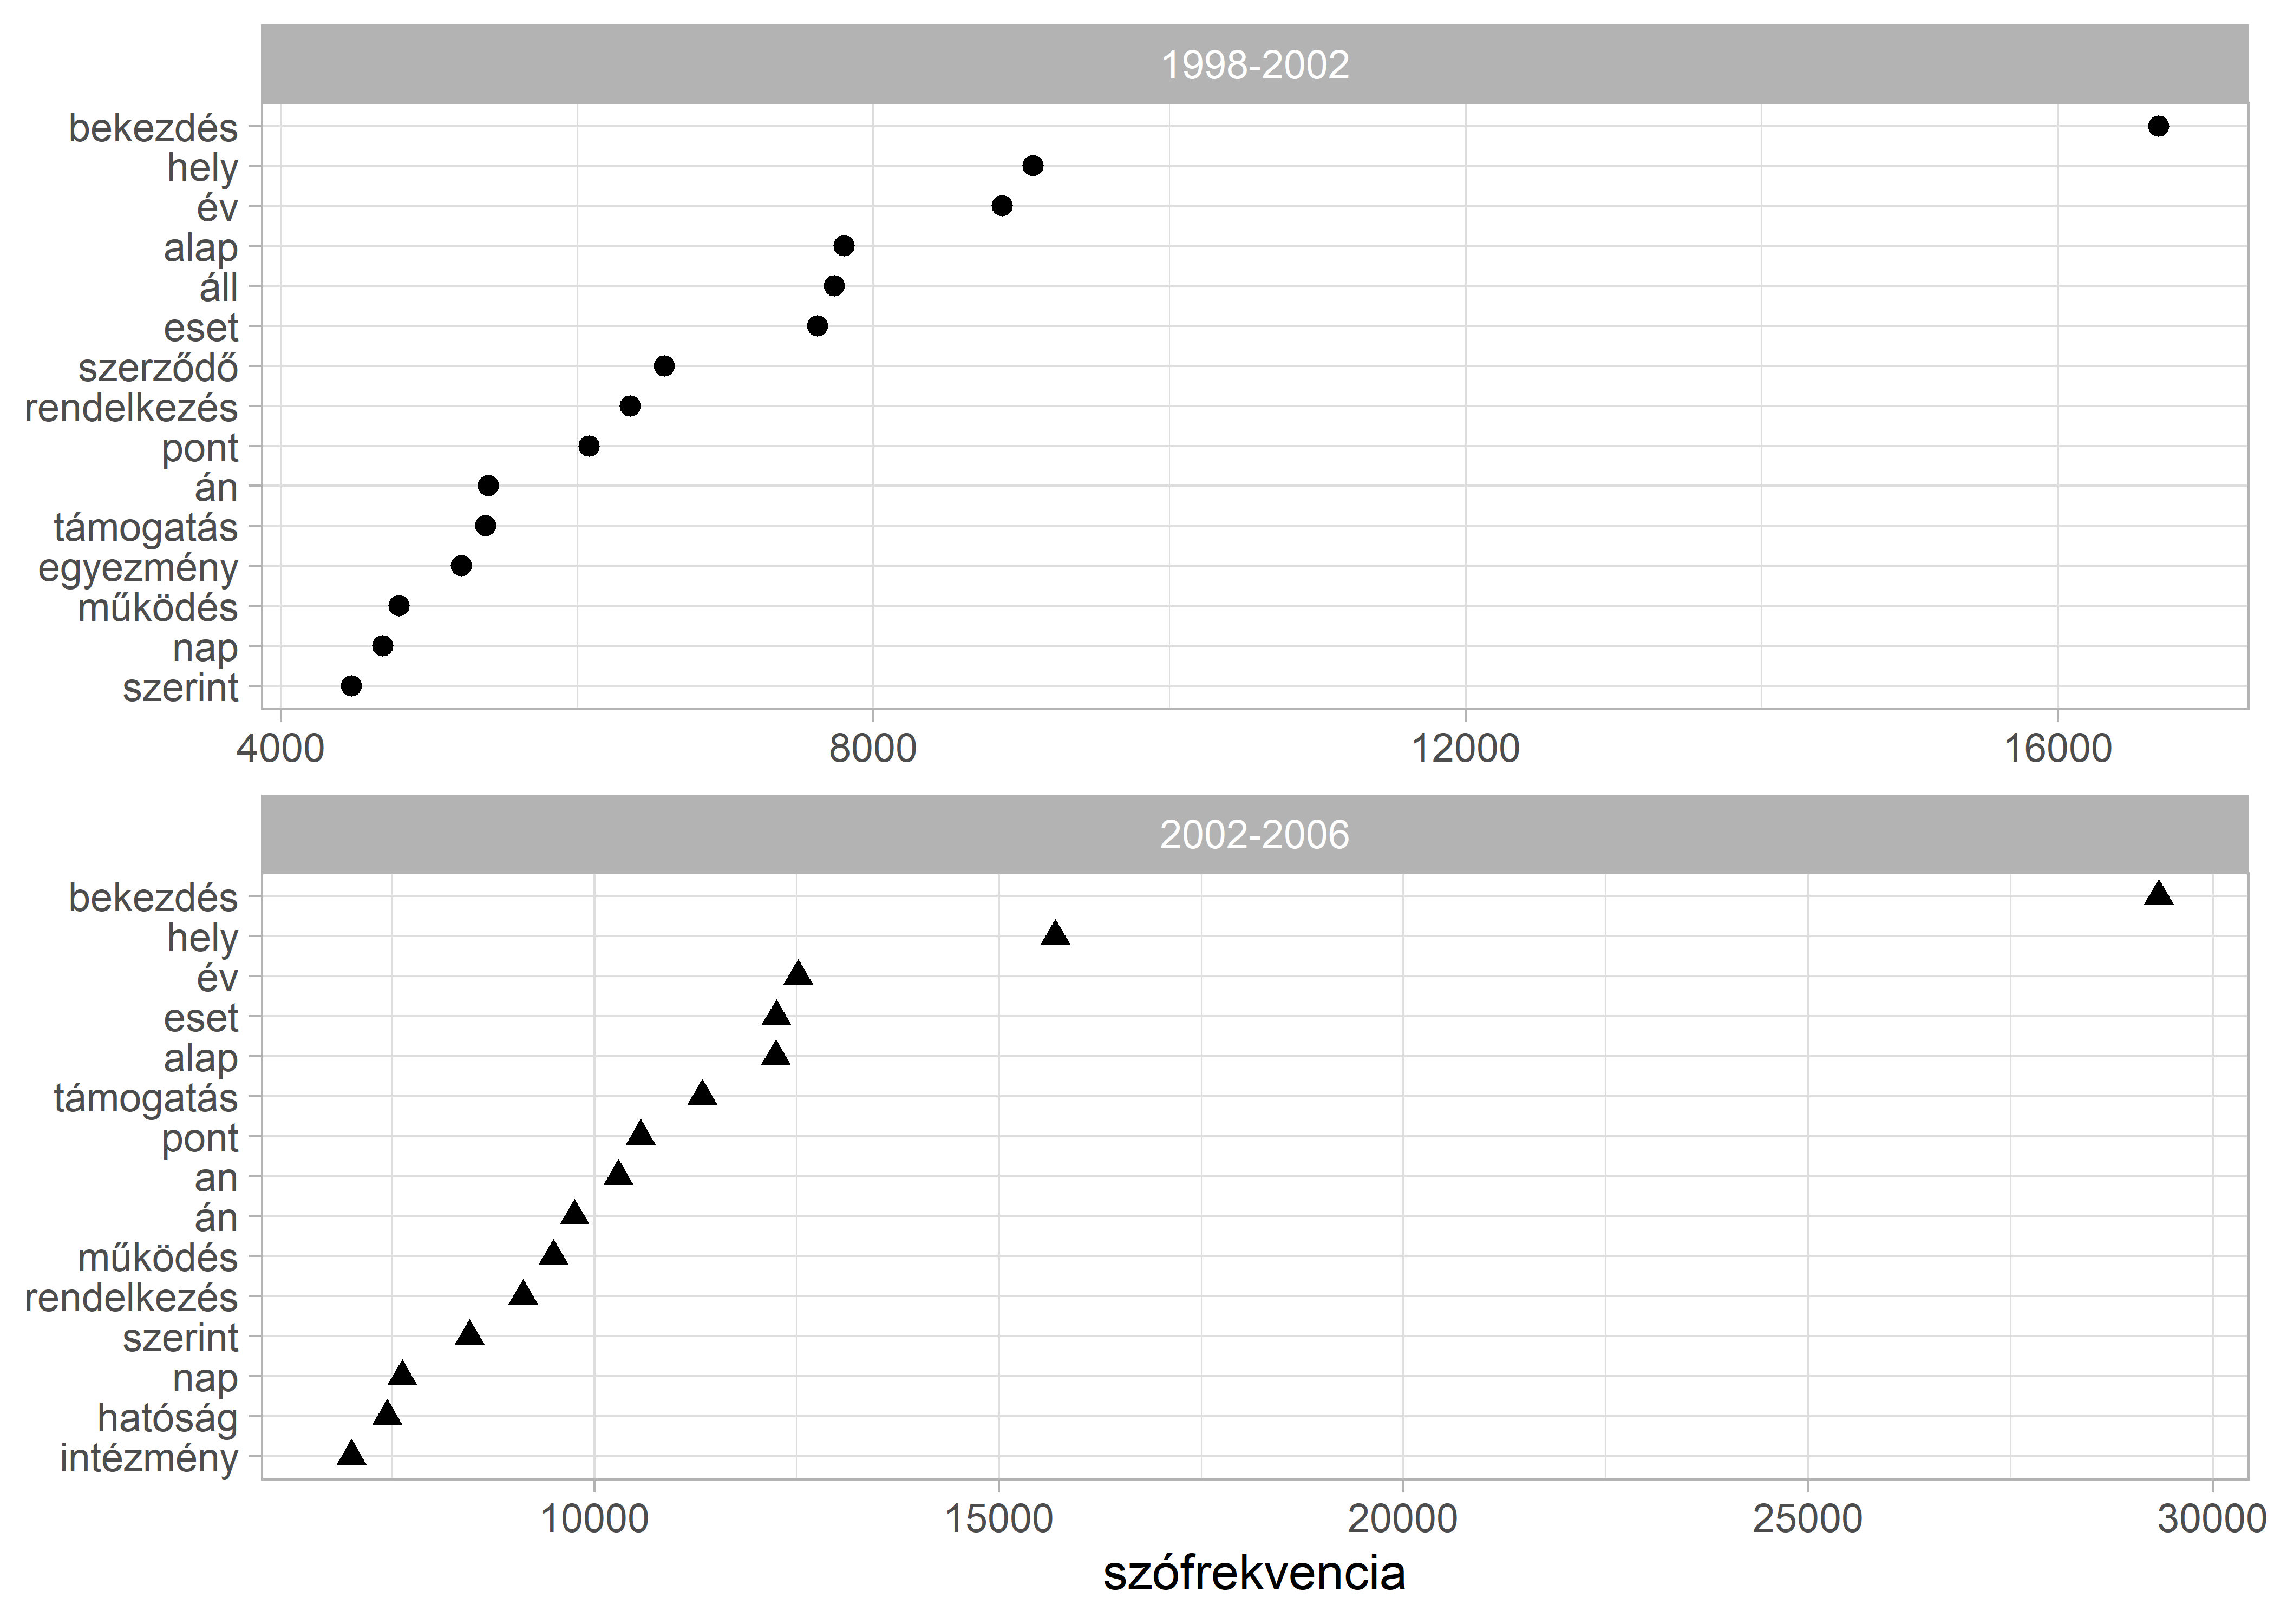 1998-2002
bekezdés
hely
év
alap
áll
eset
szerződő
rendelkezés
pont
án
támogatás
egyezmény
működés
nap
szerint
4000 8000 12000 16000
2002-2006
bekezdés
hely
év
eset
alap
támogatás
pont
an
án
működés
rendelkezés
szerint
nap
hatóság
intézmény
10000 15000 20000 25000 30000
szófrekvencia